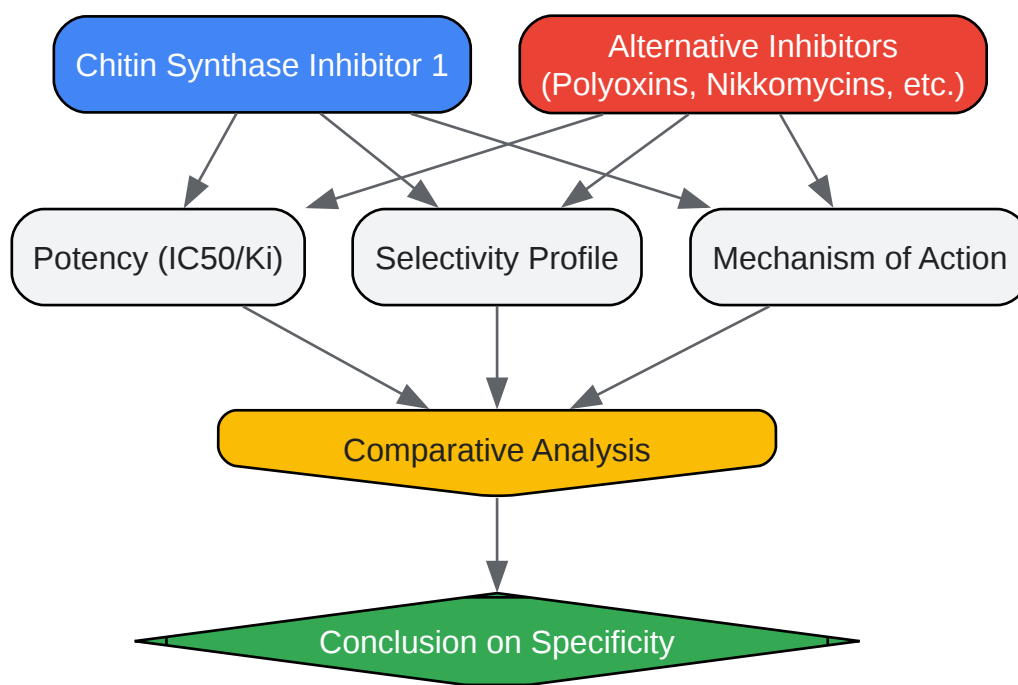 Chitin Synthase Inhibitor 1
Alternative Inhibitors
(Polyoxins, Nikkomycins, etc.)
Potency (IC50/Ki)
Selectivity Profile
Mechanism of Action
Comparative Analysis
Conclusion on Specificity